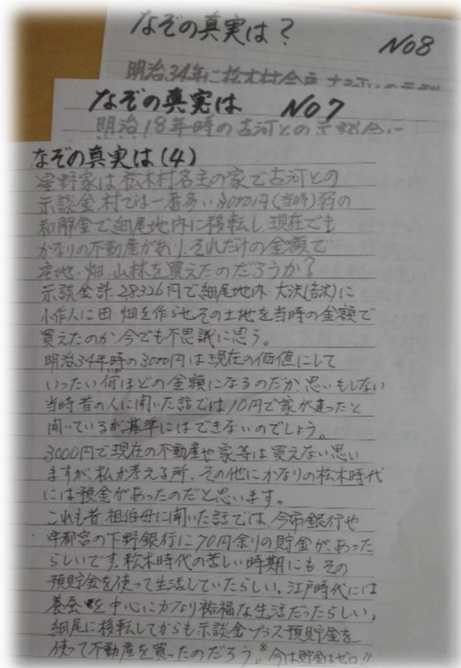 なぞの真実は？
No8
明治34年に松木村
なぞの真実は No7
明治18年時の古河との示談金
なぞの真実は(4)
星野家は松木村名主の家で古河との
示談金、村では一番多い3000円(当時)弱の
和解金で細尾地内に移転し、現在でも
かなりの不動産があり、それだけの金額で
宅地・畑・山林を買えたのだろうか？
示談金計28326円で細尾地内・大沢
小作人に田・畑を作らせその土地を当時の金額で
買えたのか今でも不思議に思う。
明治34年時の3000円は現在の価値にして
いったい何ほどの金額になるのだか思いもしない
当時昔の人に聞いた話では10円で家が建ったと
聞いているが基準にはできないのでしょう。
3000円で現在の不動産や家等は買えない思い
ますが、私が考える所、その他にかなりの松木時代
には預金があったのだと思います。
これも昔、祖伯母に聞いた話では、今市銀行や
宇都宮の下野銀行に70円余りの貯金があった
らしいです。松木時代の苦しい時期にもその
預貯金を使って生活していたらしい。江戸時代には
養蚕を中心にかなり裕福な生活だったらしい。
細尾に移転してからも示談金プラス預貯金を
使って不動産を買ったのだろう。※今は貯金はゼロ!!